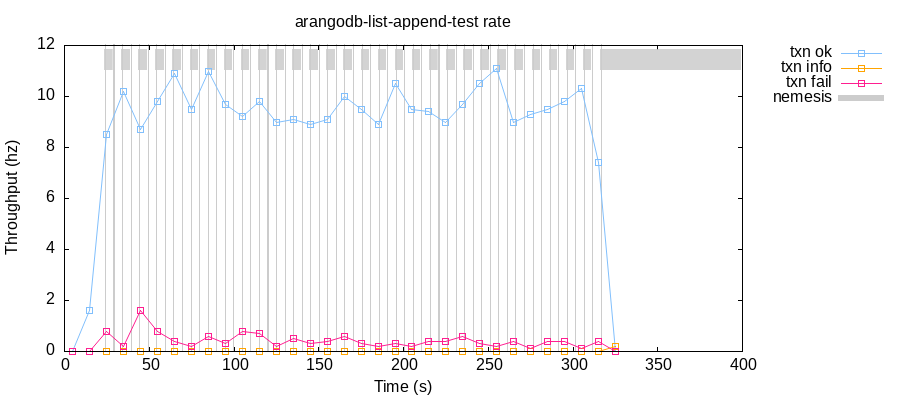 arangodb-list-append-test rate
12
10
8
6
4
2
0
Throughput (hz)
0 50 100 150 200 250 300 350 400
Time (s)
txn ok
txn info
txn fail
nemesis